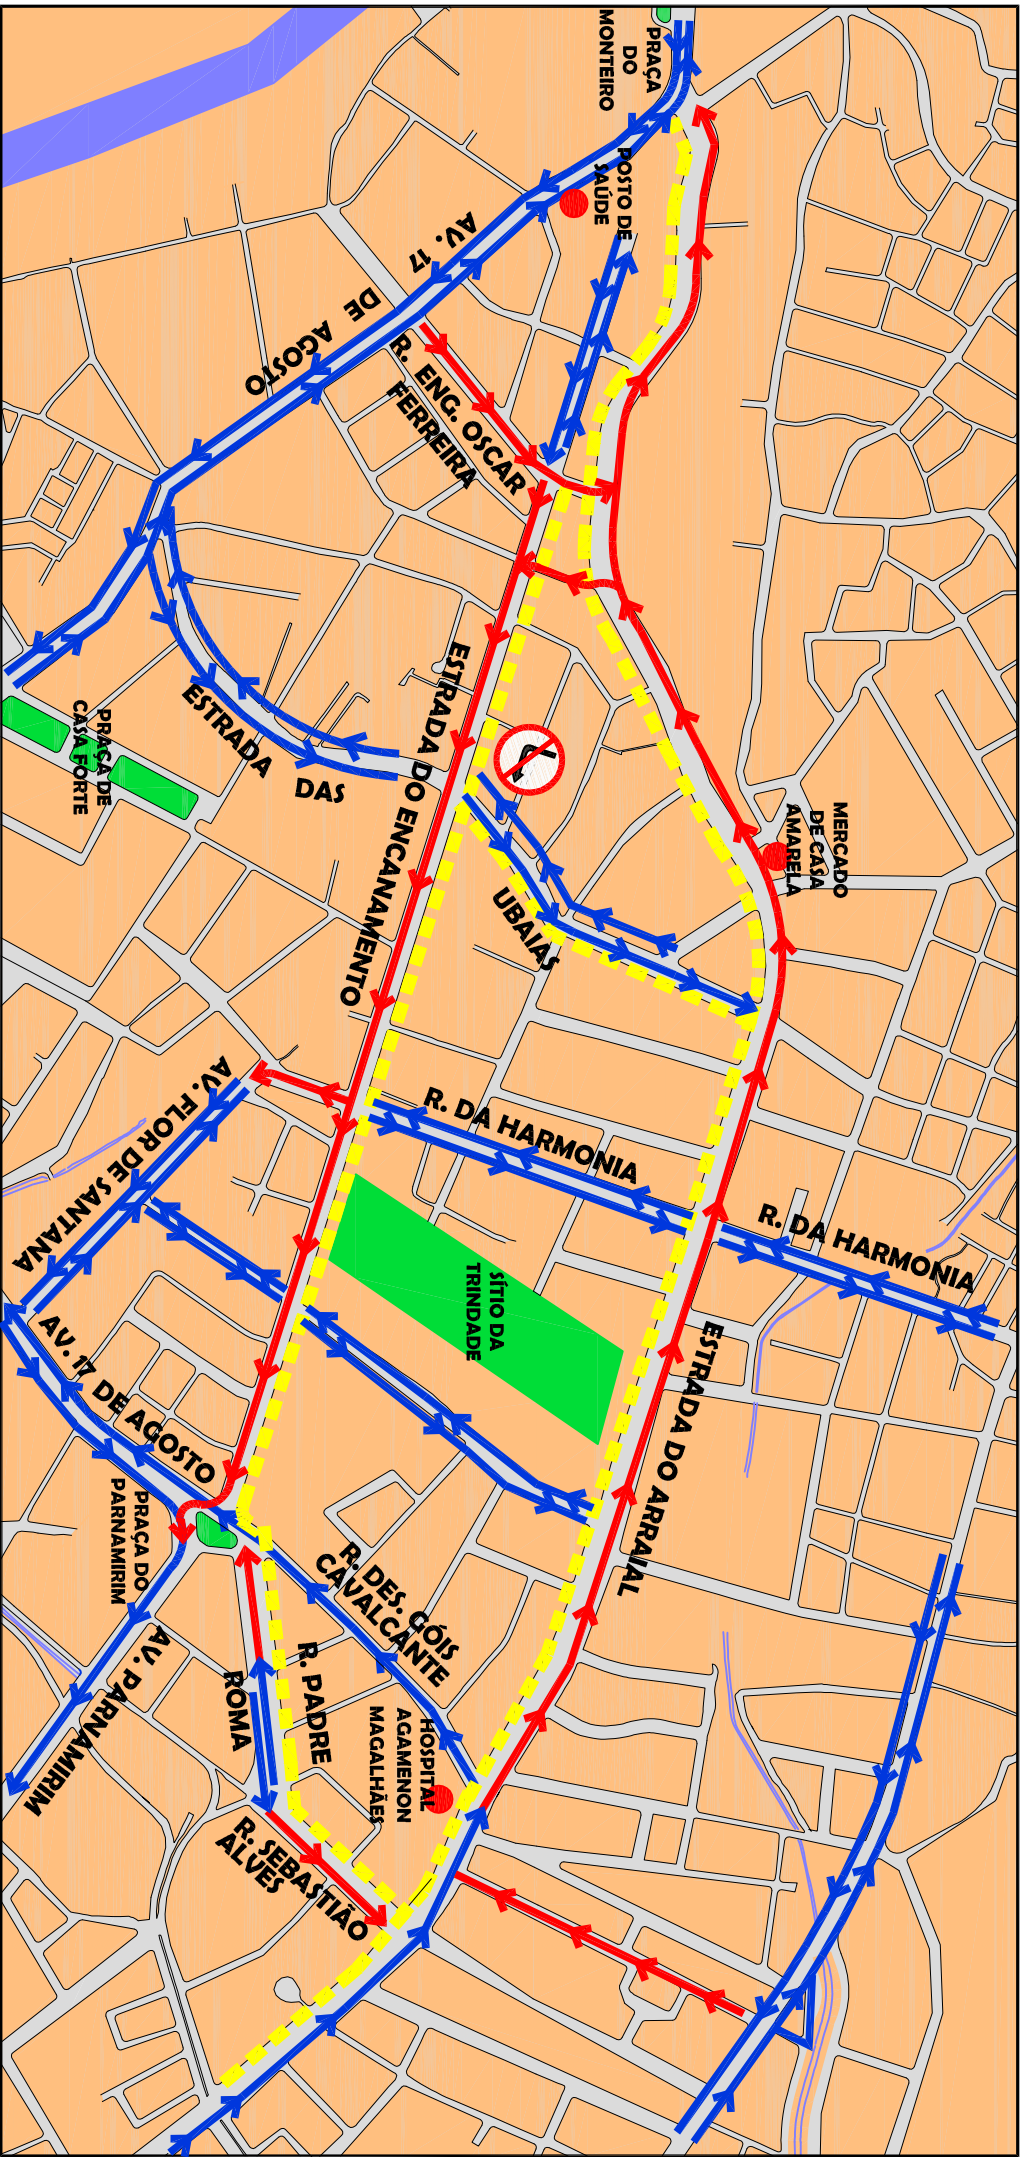 PRAÇA
DO
MONTEIRO
POSTO DE
SAÚDE
AV. 17
DE
AGOSTO
R. ENG. OSCAR
FERREIRA
ESTRADA DO ENCANAMENTO
ESTRADA
DAS
UBAIAS
PRAÇA DE
CASA FORTE
MERCADO
DE CASA
AMARELA
R. DA HARMONIA
R. DA HARMONIA
AV. FLOR DE SANTANA
SÍTIO DA
TRINDADE
ESTRADA DO ARRAIAL
AV. 17 DE AGOSTO
PRAÇA DO
PARNAMIRIM
AV. PARNAMIRIM
R. DES. GÓIS
CAVALCANTE
R. PADRE
ROMA
HOSPITAL
AGAMENON
MAGALHÃES
R. SEBASTIÃO
ALVES